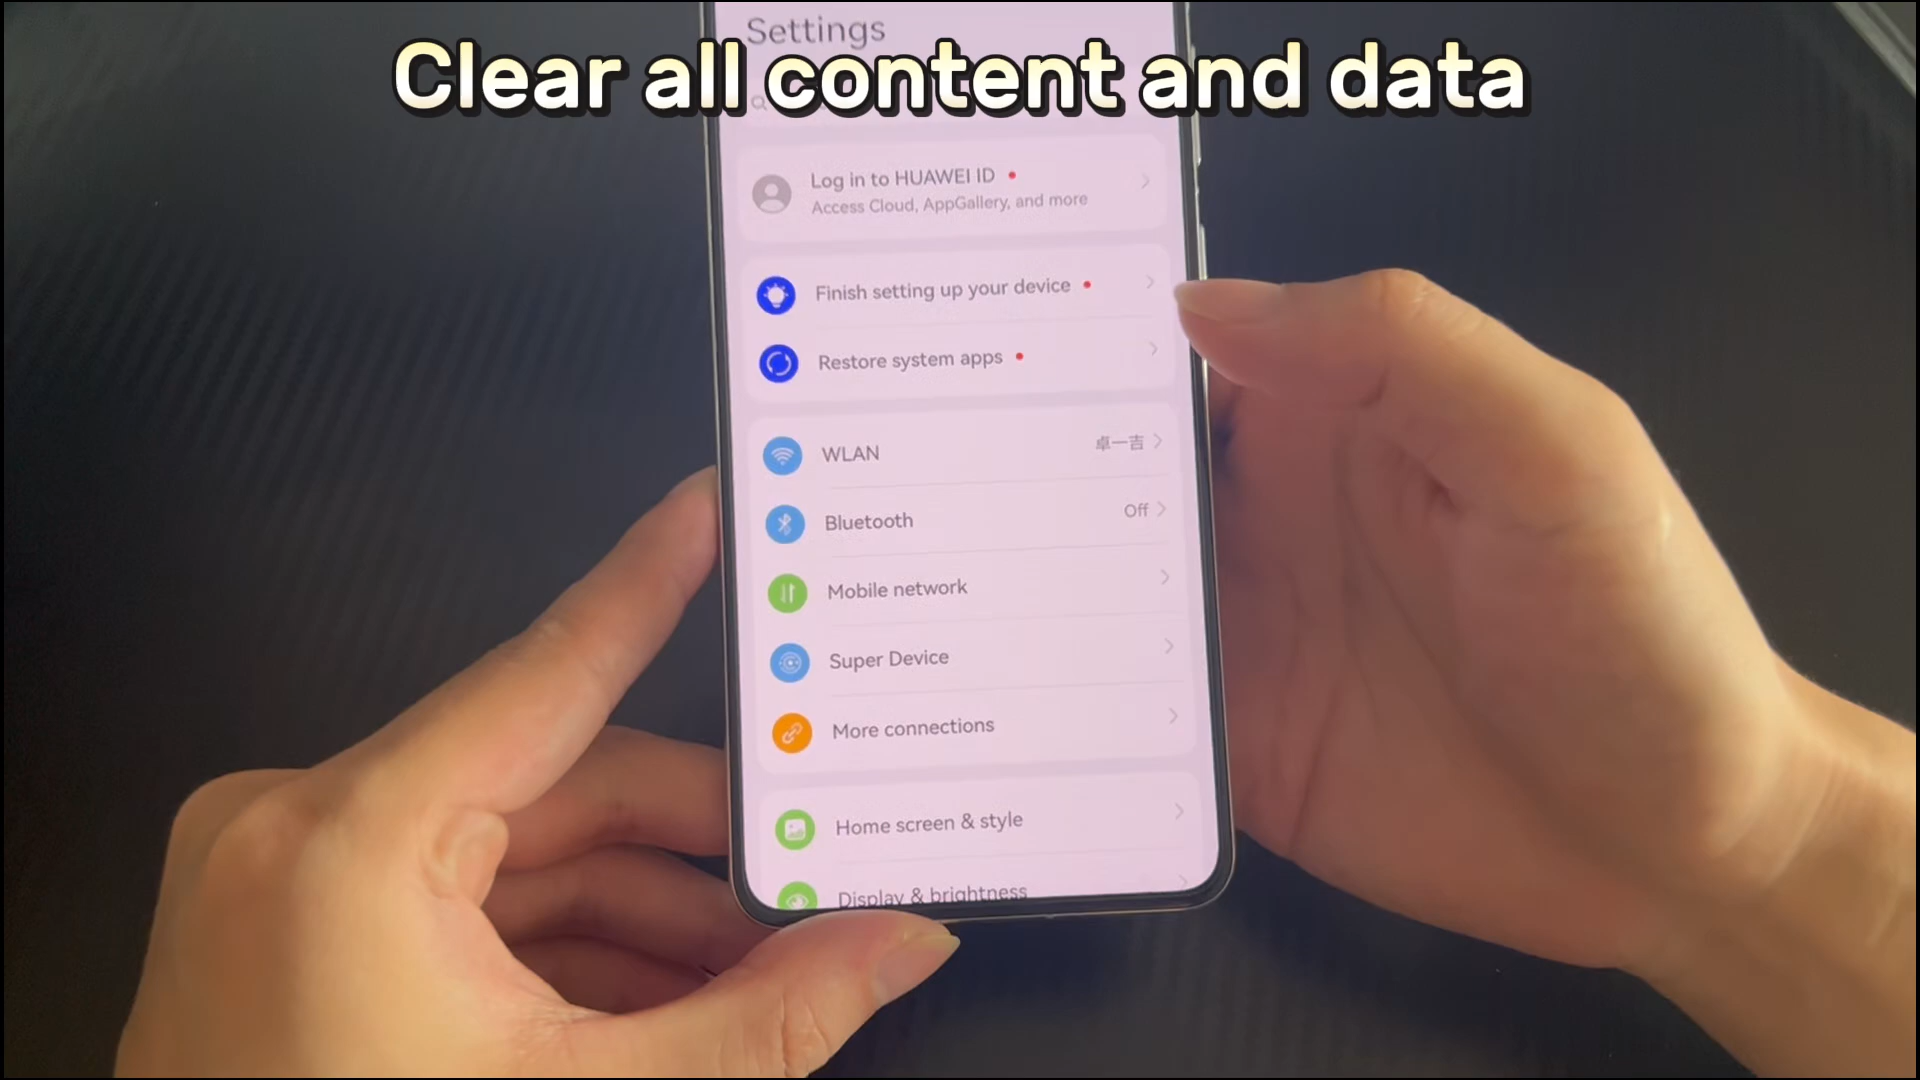 Settings
Clear all content and data
Log in to HUAWEI ID
Access Cloud, AppGallery, and more
Finish setting up your device
Restore system apps
WLAN 卓一吉
Bluetooth Off
Mobile network
Super Device
More connections
Home screen & style
Display & brightness